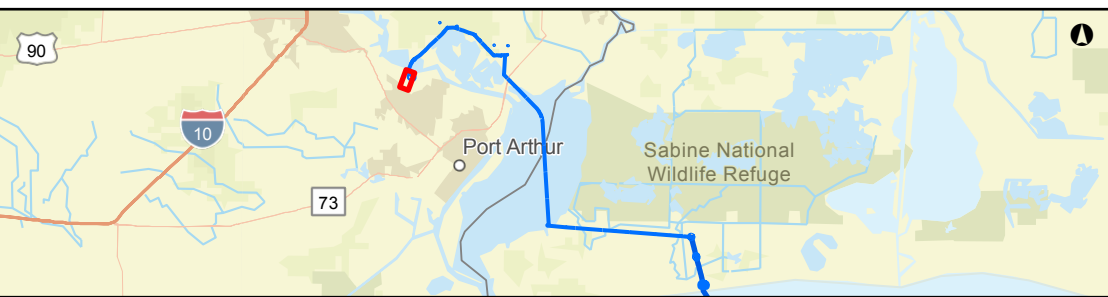 90
10
Port Arthur
Sabine National
Wildlife Refuge
73